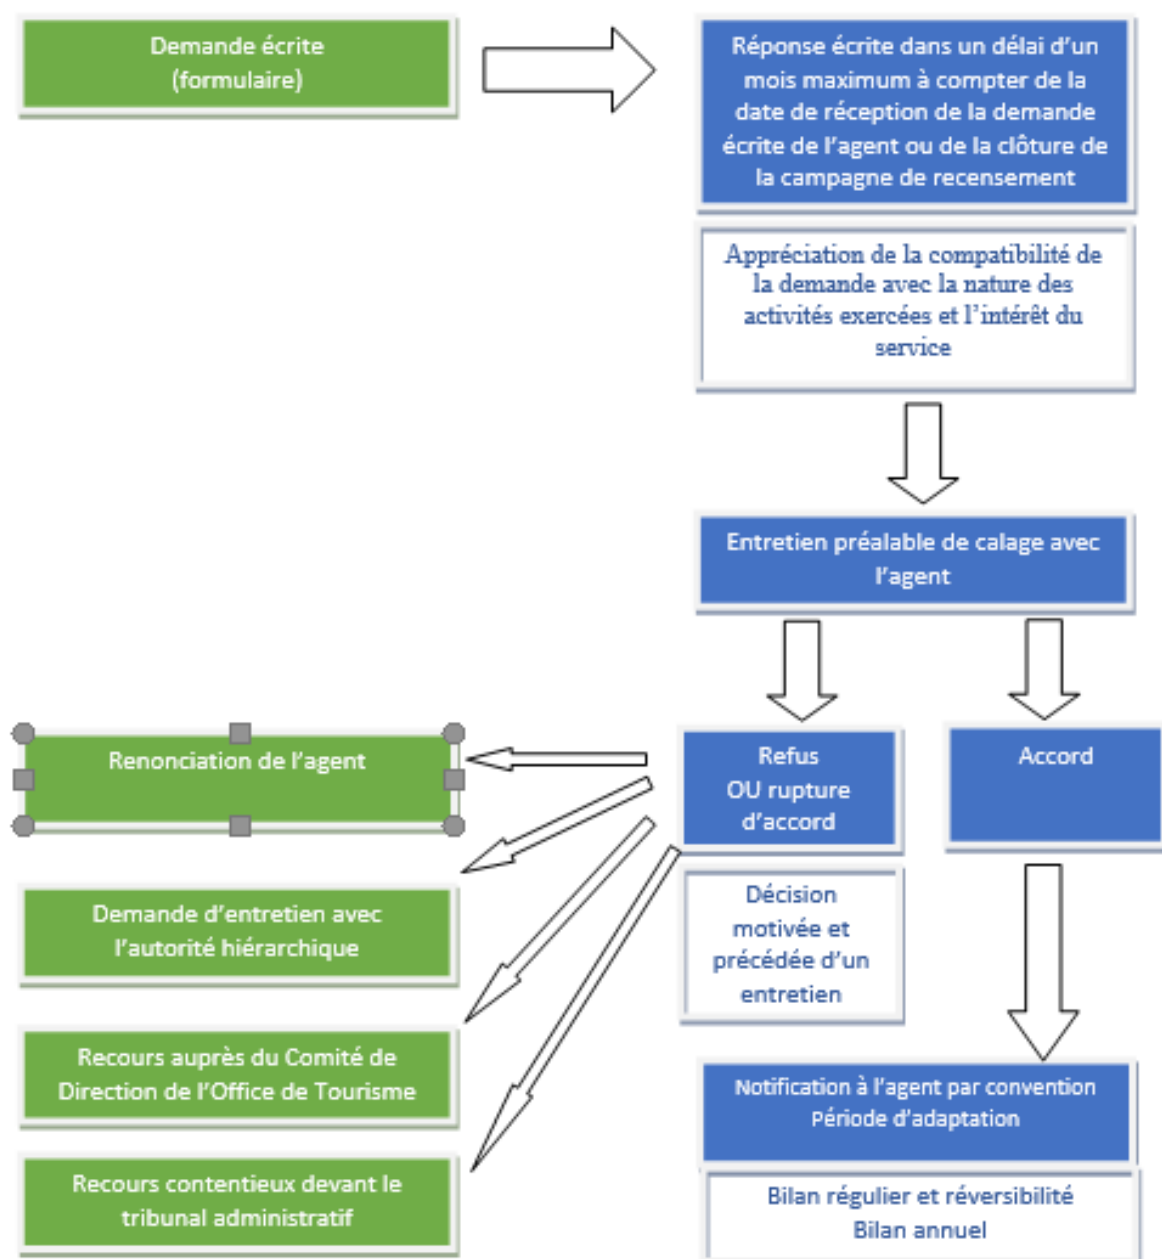 Demande écrite
(formulaire)
Réponse écrite dans un délai d'un
mois maximum à compter de la
date de réception de la demande
écrite de l'agent ou de la clôture de
la campagne de recensement
Appréciation de la compatibilité de
la demande avec la nature des
activités exercées et l'intérêt du
service
Entretien préalable de calage avec
l'agent
Refus
OU rupture
d'accord
Accord
Décision
motivée et
précédée d'un
entretien
Renonciation de l'agent
Demande d'entretien avec
l'autorité hiérarchique
Recours auprès du Comité de
Direction de l'Office de Tourisme
Recours contentieux devant le
tribunal administratif
Notification à l'agent par convention
Période d'adaptation
Bilan régulier et réversibilité
Bilan annuel